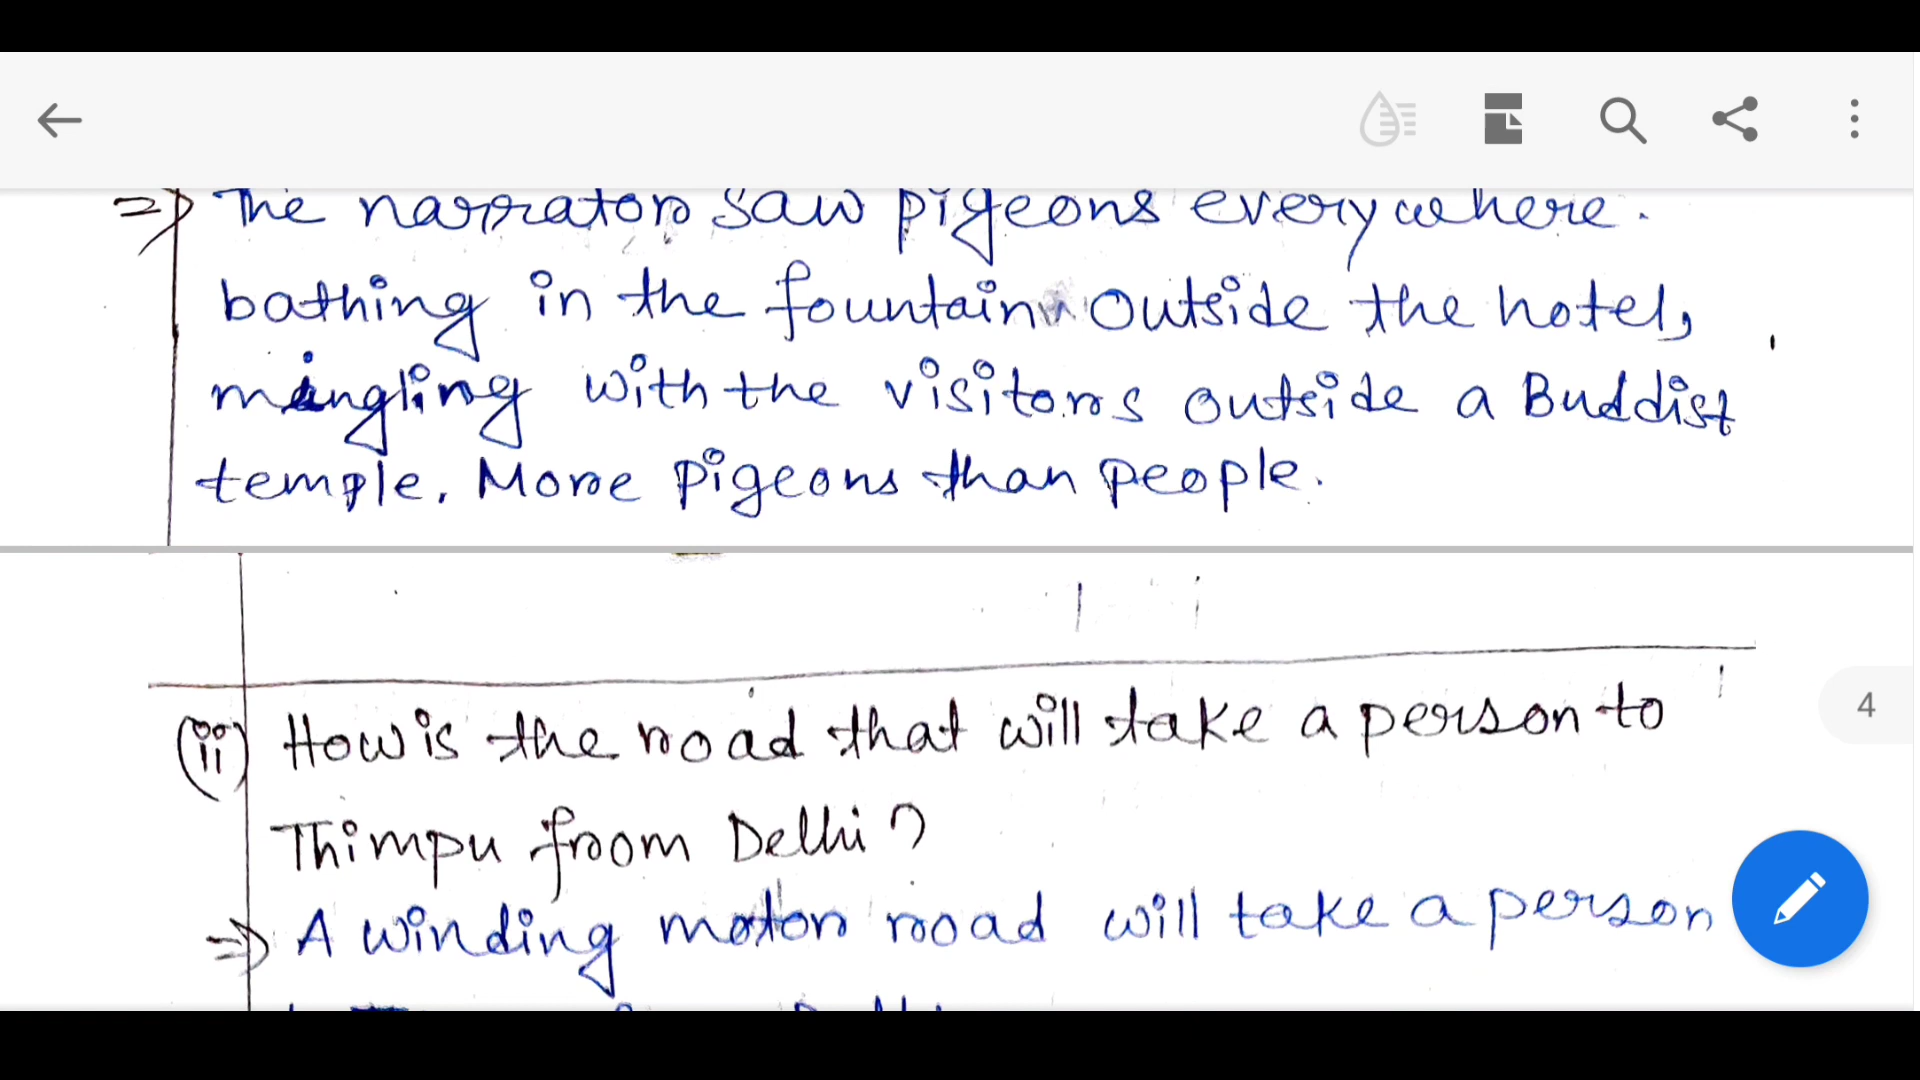 => The narrator saw pigeons everywhere.
bathing in the fountain outside the hotel,
mingling with the visitors outside a Buddist
temple. More pigeons than people.
(ii) How is the road that will take a person to
4
Thimpu from Delhi?
=> A winding motor road will take a person